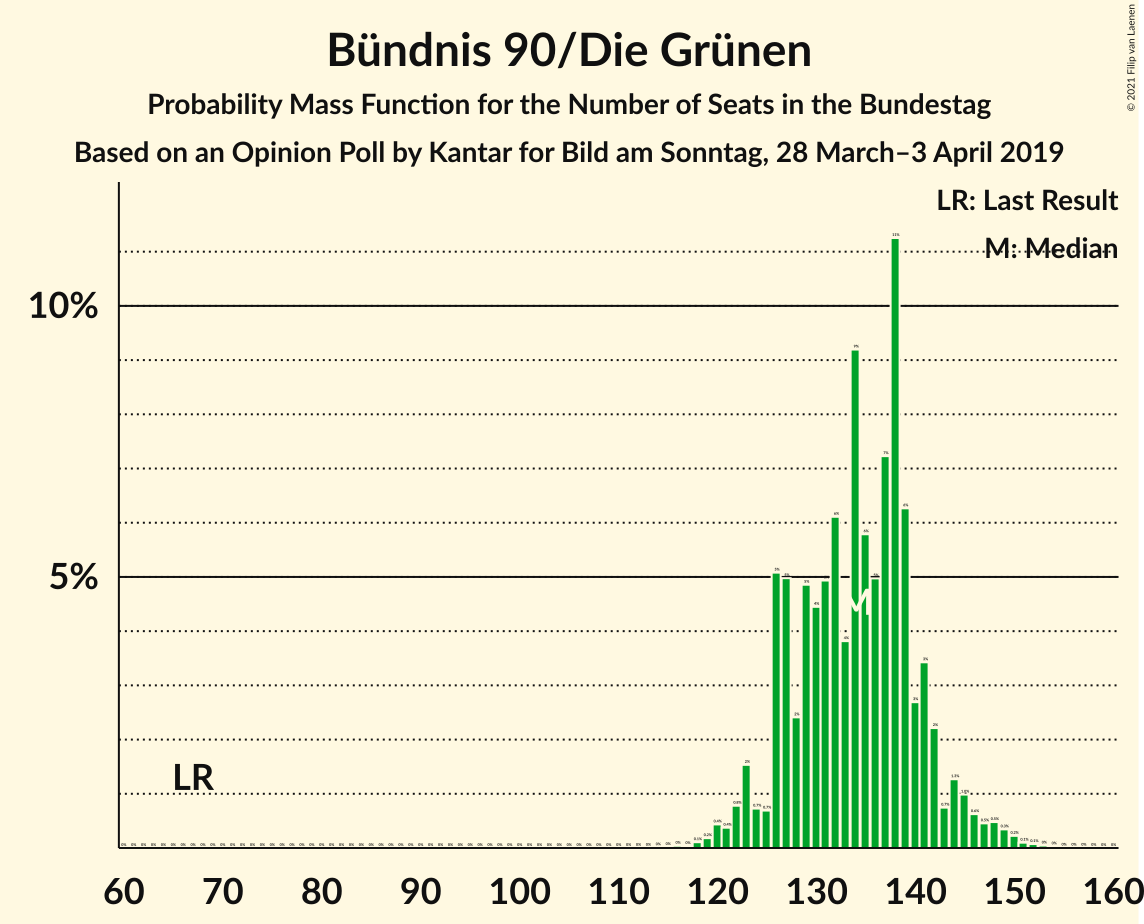 Bündnis 90/Die Grünen
Probability Mass Function for the Number of Seats in the Bundestag
Based on an Opinion Poll by Kantar for Bild am Sonntag, 28 March–3 April 2019
© 2021 Filip van Laenen
LR: Last Result
M: Median
10%
5%
M
LR
60 70 80 90 100 110 120 130 140 150 160